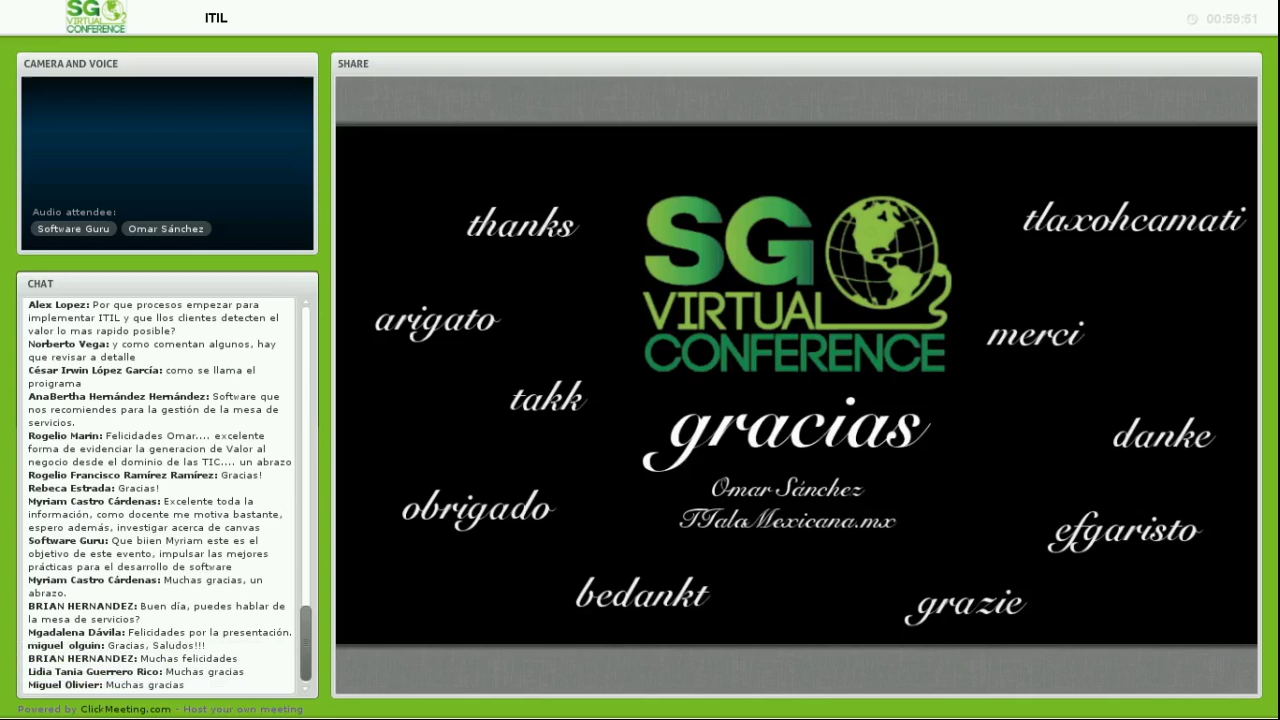 SG
VIRTUAL
CONFERENCE
ITIL
00:59:51
CAMERA AND VOICE
Audio attendee:
Software Guru
Omar Sánchez
CHAT
Alex Lopez: Por que procesos empezar para
implementar ITIL y que llos clientes detecten el
valor lo mas rapido posible?
Norberto Vega: y como comentan algunos, hay
que revisar a detalle
César Irwin López García: como se llama el
proigrama
AnaBertha Hernández Hernández: Software que
nos recomiendes para la gestión de la mesa de
servicios.
Rogelio Marin: Felicidades Omar.... excelente
forma de evidenciar la generacion de Valor al
negocio desde el dominio de las TIC.... un abrazo
Rogelio Francisco Ramírez Ramírez: Gracias!
Rebeca Estrada: Gracias!
Myriam Castro Cárdenas: Excelente toda la
información, como docente me motiva bastante,
espero además, investigar acerca de canvas
Software Guru: Que biien Myriam este es el
objetivo de este evento, impulsar las mejores
prácticas para el desarrollo de software
Myriam Castro Cárdenas: Muchas gracias, un
abrazo.
BRIAN HERNANDEZ: Buen día, puedes hablar de
la mesa de servicios?
Mgadalena Dávila: Felicidades por la presentación.
miguel olguin: Gracias, Saludos!!!
BRIAN HERNANDEZ: Muchas felicidades
Lidia Tania Guerrero Rico: Muchas gracias
Miguel Olivier: Muchas gracias
Powered by ClickMeeting.com - Host your own meeting
SHARE
thanks
tlaxohcamati
SG
VIRTUAL
CONFERENCE
arigato
merci
takk
gracias
danke
Omar Sánchez
TIalaMexicana.mx
obrigado
efgaristo
bedankt
grazie